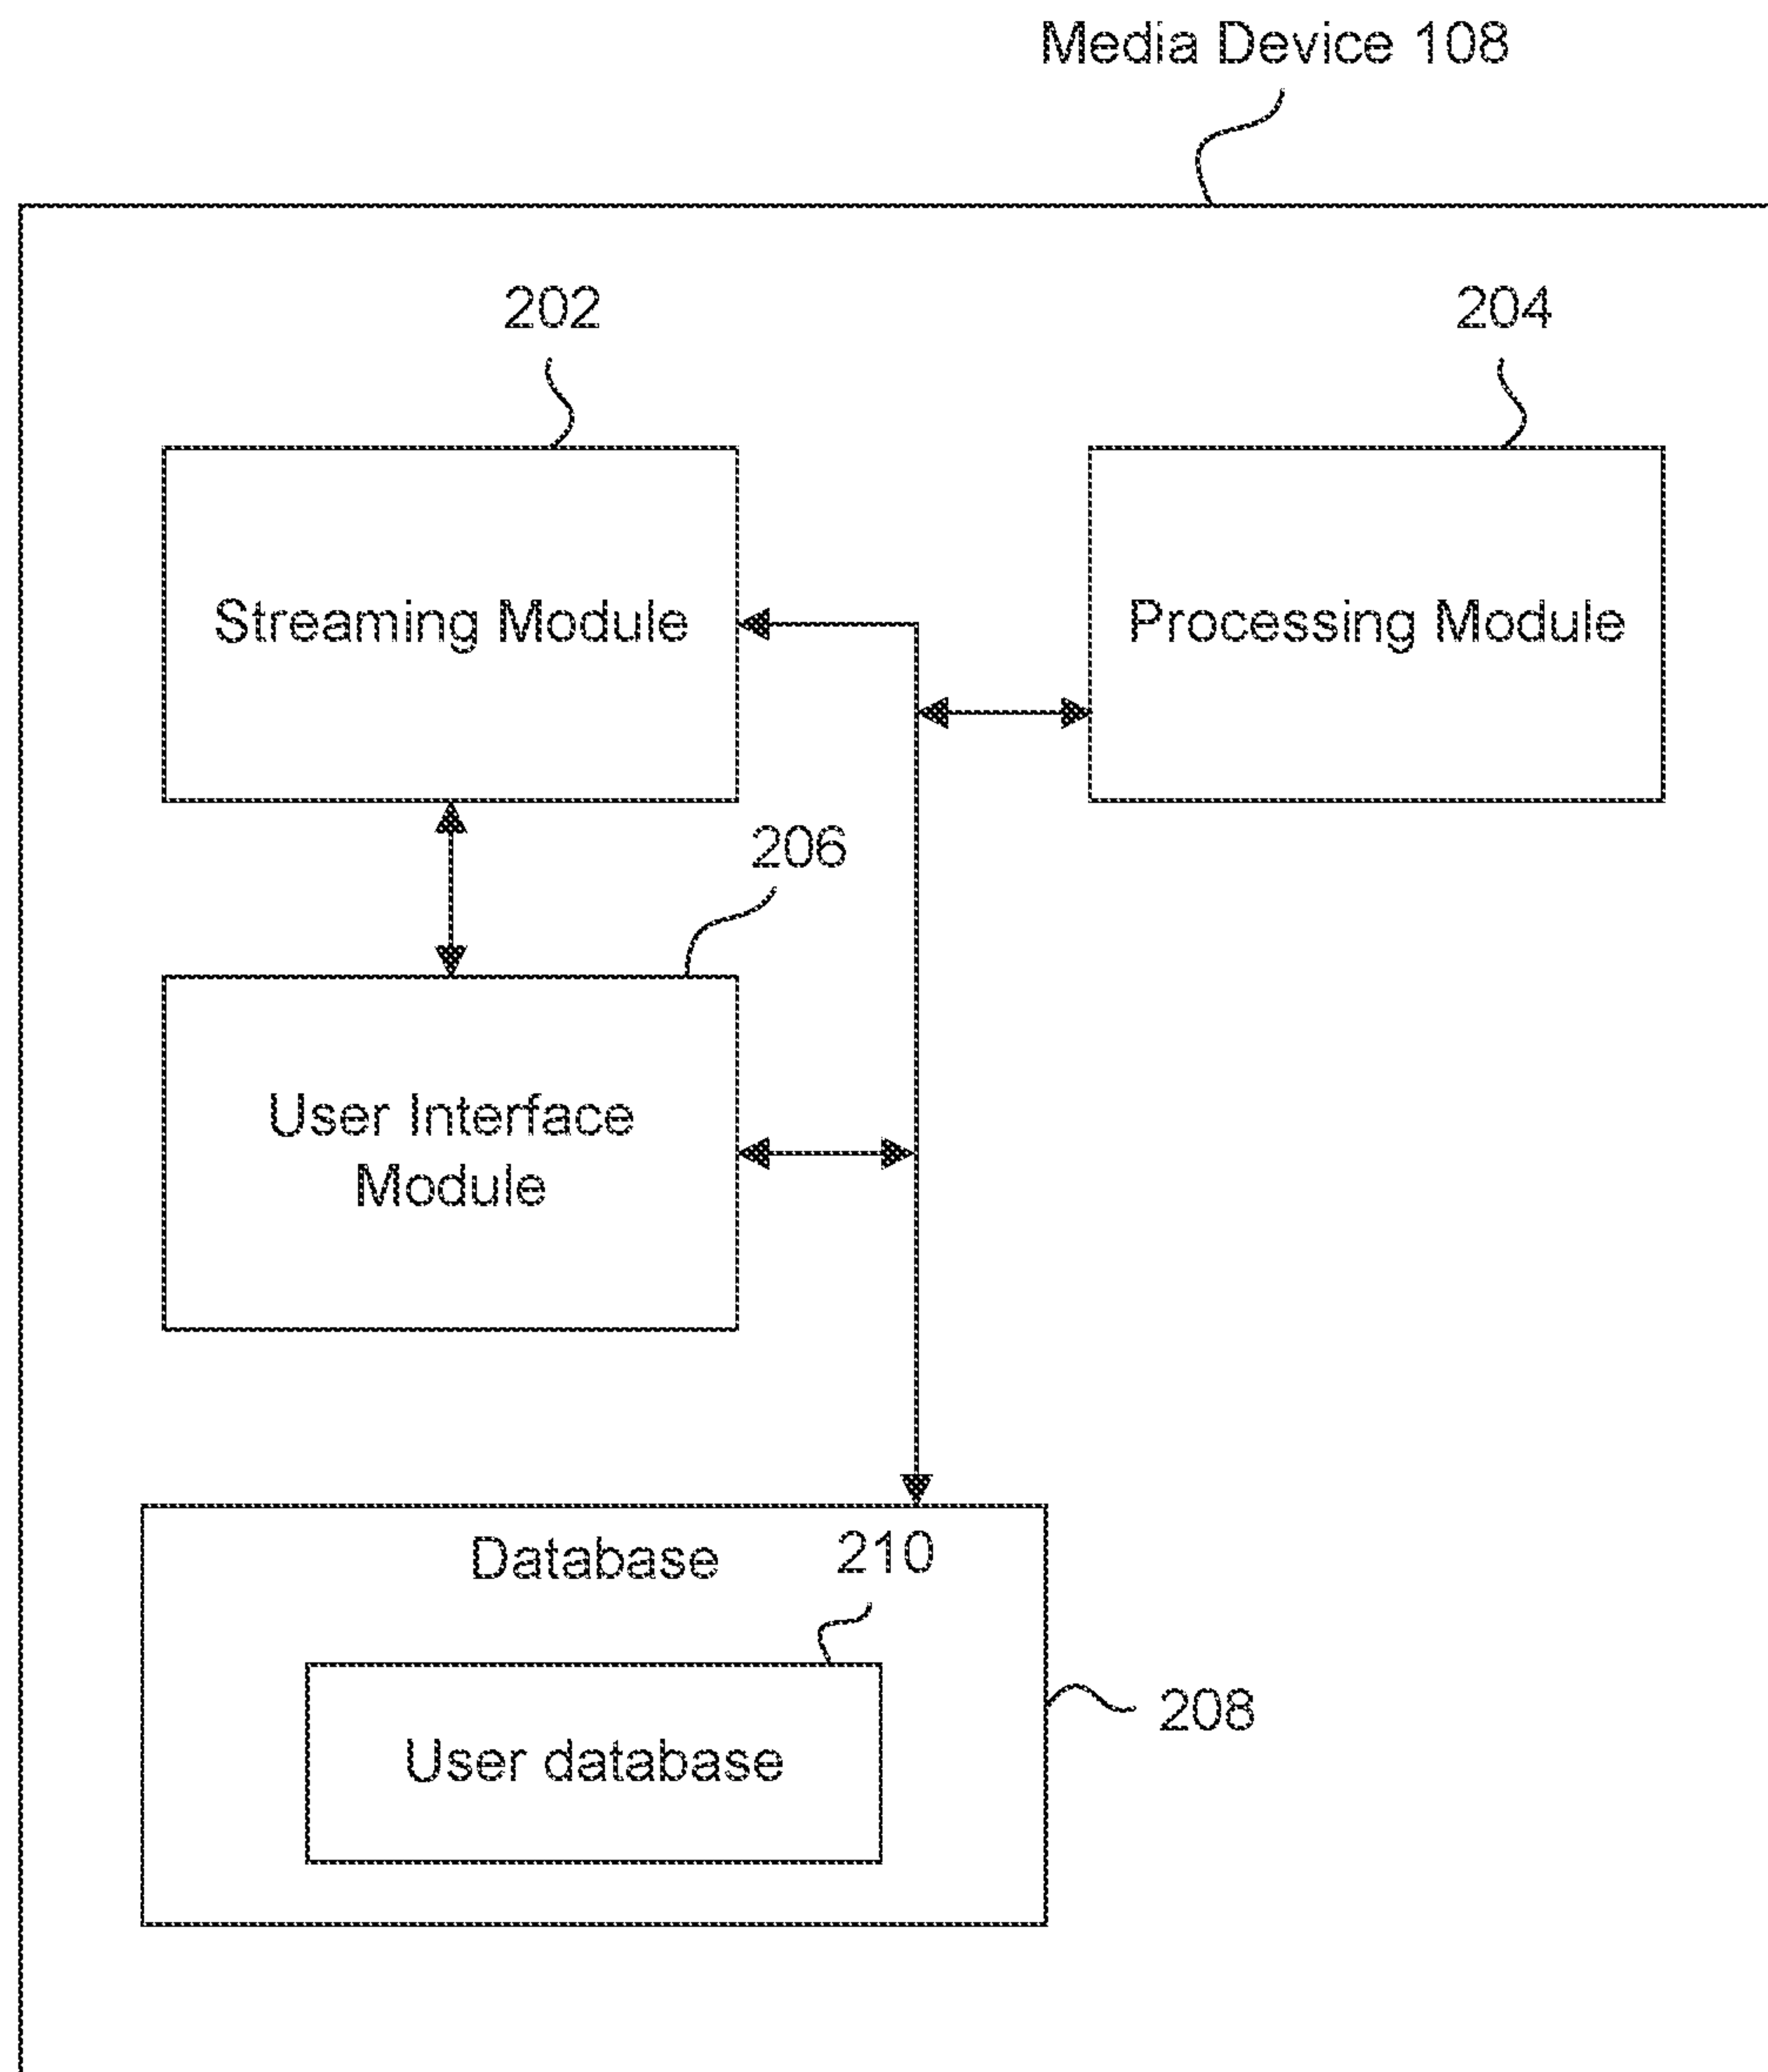 Media Device 108
202
204
Streaming Module
Processing Module
206
User Interface
Module
Database
210
User database
208